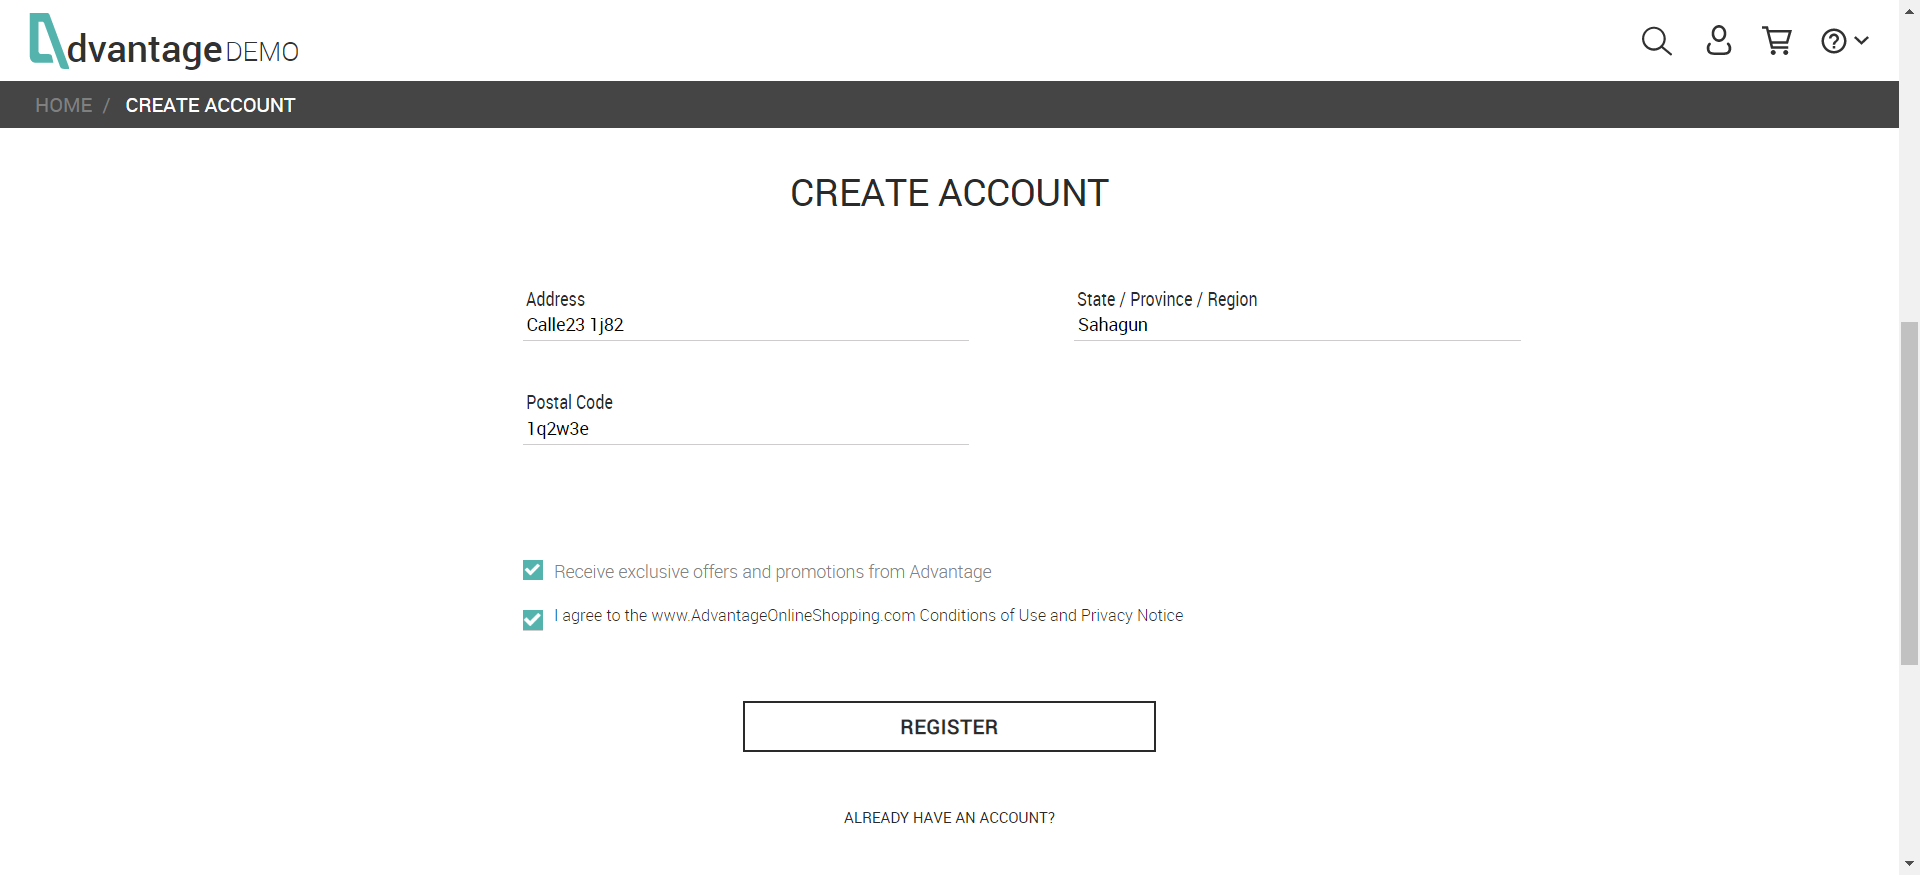 dvantage DEMO
HOME / CREATE ACCOUNT
CREATE ACCOUNT
Address
Calle23 1j82
State / Province / Region
Sahagun
Postal Code
1q2w3e
Receive exclusive offers and promotions from Advantage
I agree to the www.AdvantageOnlineShopping.com Conditions of Use and Privacy Notice
REGISTER
ALREADY HAVE AN ACCOUNT?